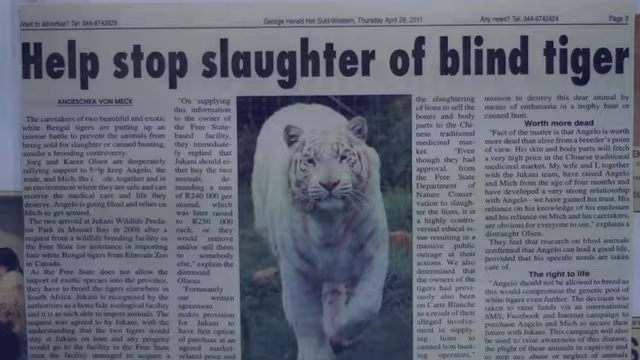 Want to advertise? Tel: 044-8742629
George Herald Het Suid-Western, Thursday April 28, 2011
Any news? Tel: 044-8742424
Page 3
Help stop slaughter of blind tiger
ANOESCHKA VON MECK
The caretakers of two beautiful and exotic
white Bengal tigers are putting up an
intense battle to prevent the animals from
being sold for slaughter or canned hunting,
amidst a brooding controversy.
Jurg and Karen Olsen are desperately
rallying support to help keep Angelo, the
male, and Mich, the together and in
an environment where they are safe and can
receive the medical care and life they
deserve. Angelo is going blind and relies on
Mich to get around.
The two arrived at Jukani Wildlife Preda-
tor Park in Mossel Bay in 2008 after a
request from a wildlife breeding facility in
the Free State for assistance in importing
four white Bengal tigers from Elmvale Zoo
in Canada.
As the Free State does not allow the
import of exotic species into the province,
they have to breed the tigers elsewhere in
South Africa. Jukani is recognised by the
authorities as a bona fide zoological facility
and it is such able to import animals. The
request was agreed to by Jukani, with the
understanding that the two tigers would
stay at Jukani on loan and any progeny
would go to the facility in the Free State
once the facility managed to acquire a
"On supplying
this information
to the owner of
the Free State-
based facility,
they immediate-
ly replied that
Jukani should ei-
ther buy the two
animals, de-
manding a sum
of R240 000 per
animal, which
was later raised
to R250 000
each, or they
would remove
and/or sell them
to somebody
else," explain the
distressed
Olsens.
"Fortunately
our written
agreement
makes provision
for Jukani to
have first option
of purchase at an
agreed market-
related price and
the slaughtering
of lions to sell the
bones and body
parts to the Chi-
nese traditional
medicinal mar-
ket. "Even
though they had
approval from
the Free State
Department of
Nature Conser-
vation to slaugh-
ter the lions, it is
a highly contro-
versial ethical is-
sue resulting in a
massive public
outrage at their
actions. We also
determined that
the owners of the
tigers had previ-
ously also been
on Carte Blanche
as a result of their
alleged involve-
ment in supply-
ing lions to
canned lion hunt-
operators,"
mission to destroy this dear animal by
means of euthanasia or a trophy hunt or
canned hunt.
Worth more dead
"Fact of the matter is that Angelo is worth
more dead than alive from a breeder's point
of view. His skin and body parts will fetch
a very high price in the Chinese traditional
medicinal market. My wife and I, together
with the Jukani team, have raised Angelo
and Mich from the age of four months and
have developed a very strong relationship
with Angelo - we have gained his trust. His
reliance on his knowledge of his enclosure
and his reliance on Mich and his caretakers,
are obvious for everyone to see," explains a
distraught Olsen.
They feel that research on blind animals
confirmed that Angelo can lead a good life,
provided that his specific needs are taken
care of.
The right to life
"Angelo should not be allowed to breed as
this would compromise the genetic pool of
white tigers even further. The decision was
taken to raise funds via an international
SMS, Facebook and Internet campaign to
purchase Angelo and Mich to secure their
future with Jukani. This campaign will also
be used to raise awareness of this disease,
the plight of these animals in captivity and
to stop any abuse or neglect of animals